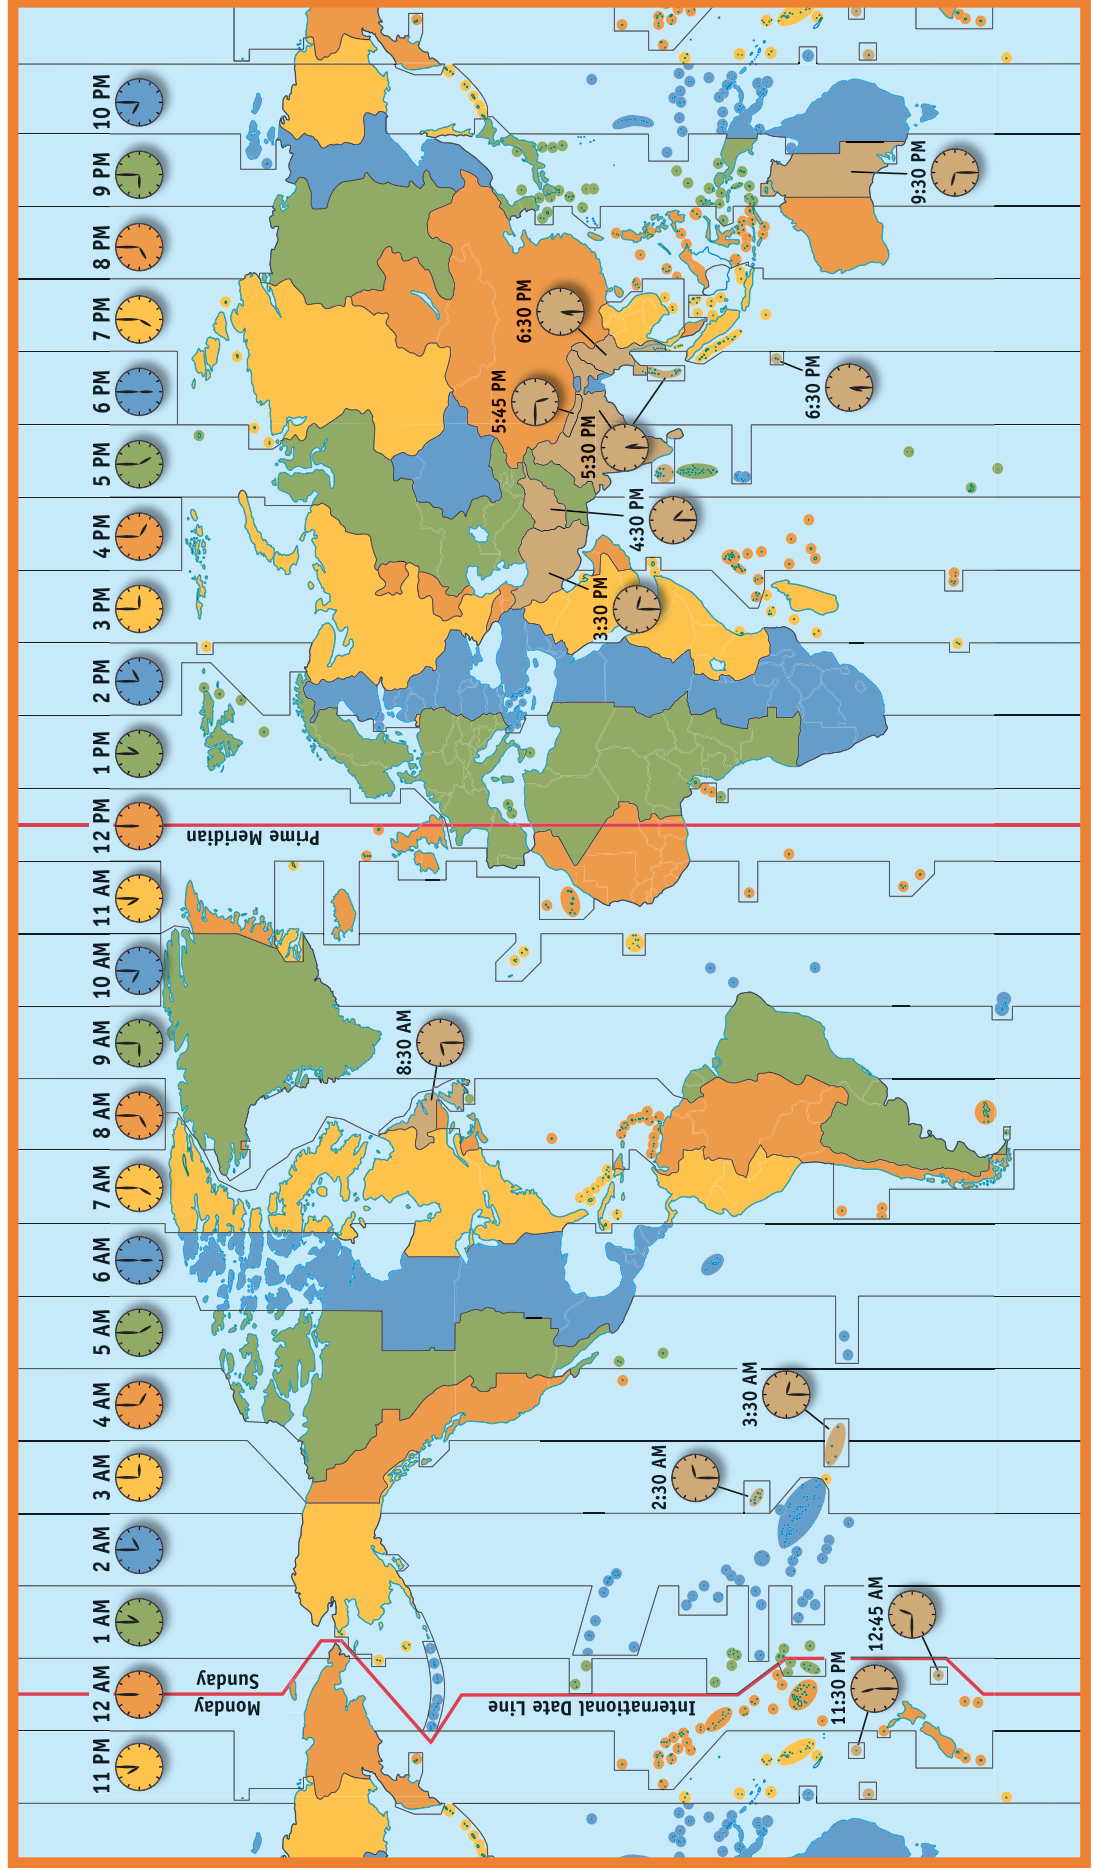 11 PM
12 AM
1 AM
2 AM
3 AM
4 AM
5 AM
6 AM
7 AM
8 AM
9 AM
10 AM
11 AM
12 PM
1 PM
2 PM
3 PM
4 PM
5 PM
6 PM
7 PM
8 PM
9 PM
10 PM
Monday
Sunday
Prime Meridian
International Date Line
8:30 AM
5:45 PM
6:30 PM
5:30 PM
3:30 PM
4:30 PM
2:30 AM
3:30 AM
6:30 PM
11:30 PM
12:45 AM
9:30 PM